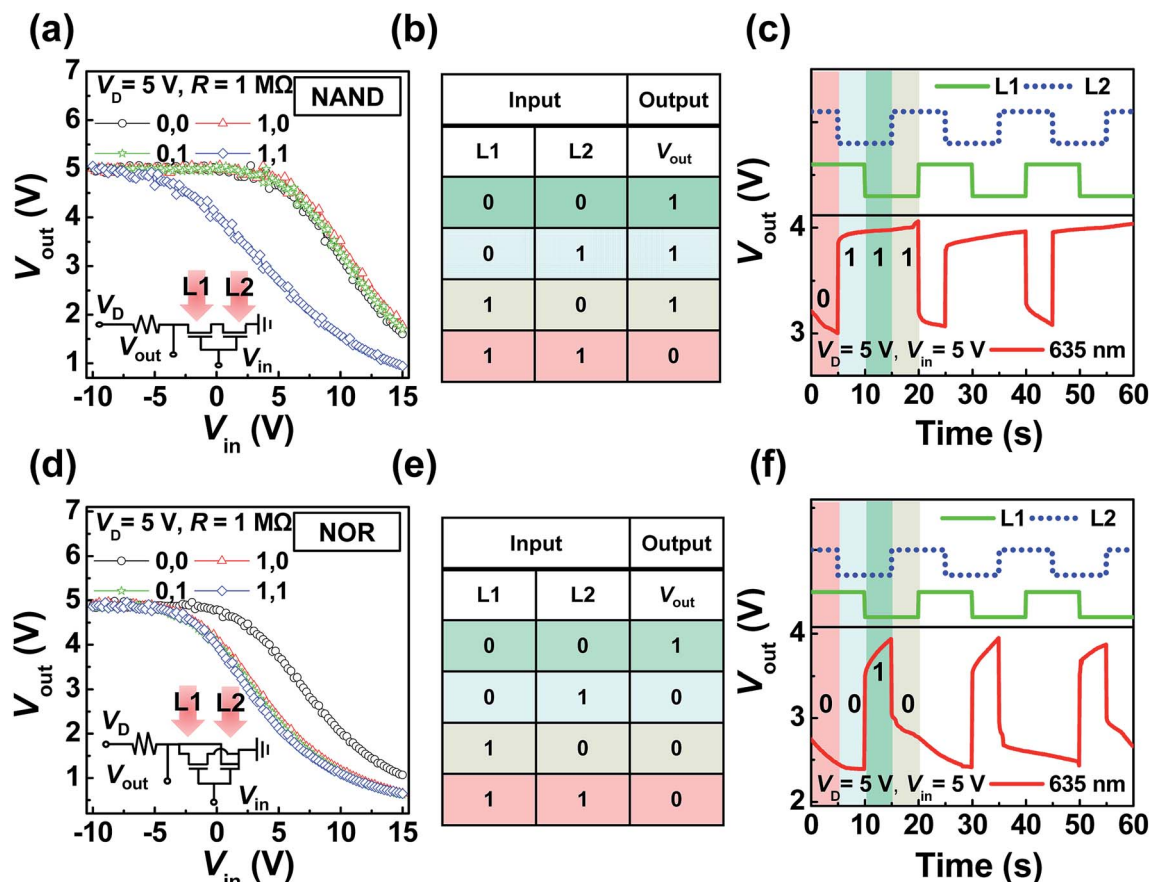 (a)
7
6
5
4
3
2
1
V_out (V)
V_D = 5 V, R = 1 MΩ
NAND
0,0 1,0
0,1 1,1
L1 L2
V_D
V_out
V_in
-10 -5 0 5 10 15
V_in (V)
(b)
Input Output
L1 L2 V_out
0 0 1
0 1 1
1 0 1
1 1 0
(c)
L1 L2
V_out (V)
4
3
0 1 1 1
V_D = 5 V, V_in = 5 V 635 nm
0 10 20 30 40 50 60
Time (s)
(d)
7
6
5
4
3
2
1
V_out (V)
V_D = 5 V, R = 1 MΩ
NOR
0,0 1,0
0,1 1,1
L1 L2
V_D
V_out
V_in
-10 -5 0 5 10 15
V_in (V)
(e)
Input Output
L1 L2 V_out
0 0 1
0 1 0
1 0 0
1 1 0
(f)
L1 L2
V_out (V)
4
3
2
0 0 1 0
V_D = 5 V, V_in = 5 V 635 nm
0 10 20 30 40 50 60
Time (s)